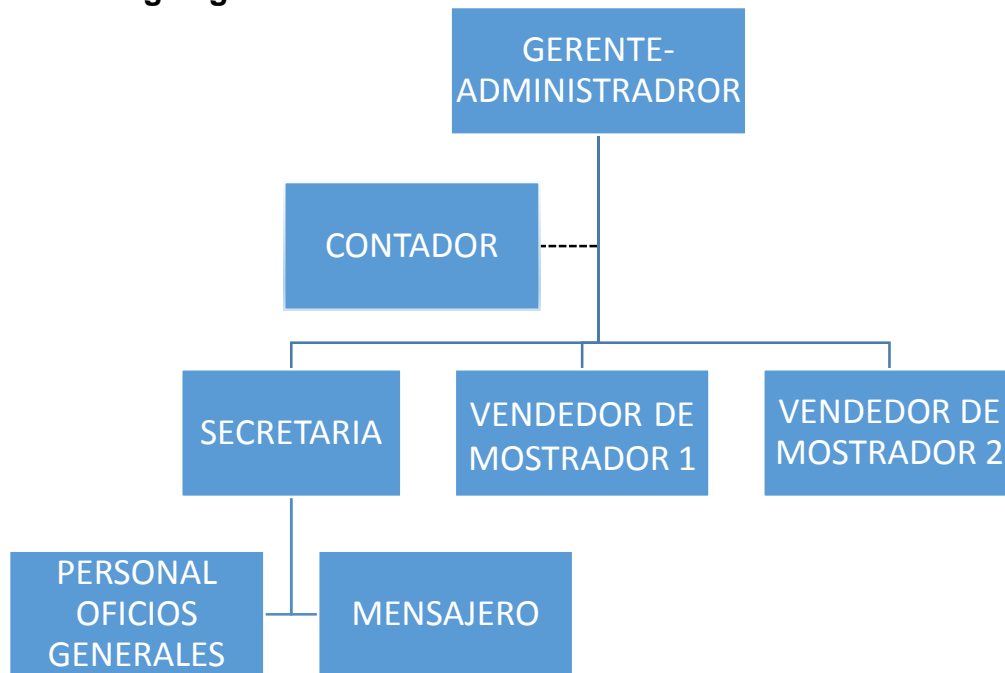 GERENTE-
ADMINISTRADROR
CONTADOR
SECRETARIA
VENDEDOR DE
MOSTRADOR 1
VENDEDOR DE
MOSTRADOR 2
PERSONAL
OFICIOS
GENERALES
MENSAJERO